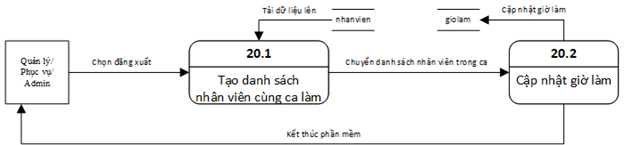 Tải dữ liệu lên
nhanvien
giolam
Cập nhật giờ làm
Quản lý/
Phục vụ/
Admin
Chọn đăng xuất
20.1
Tạo danh sách
nhân viên cùng ca làm
Chuyển danh sách nhân viên trong ca
20.2
Cập nhật giờ làm
Kết thúc phần mềm